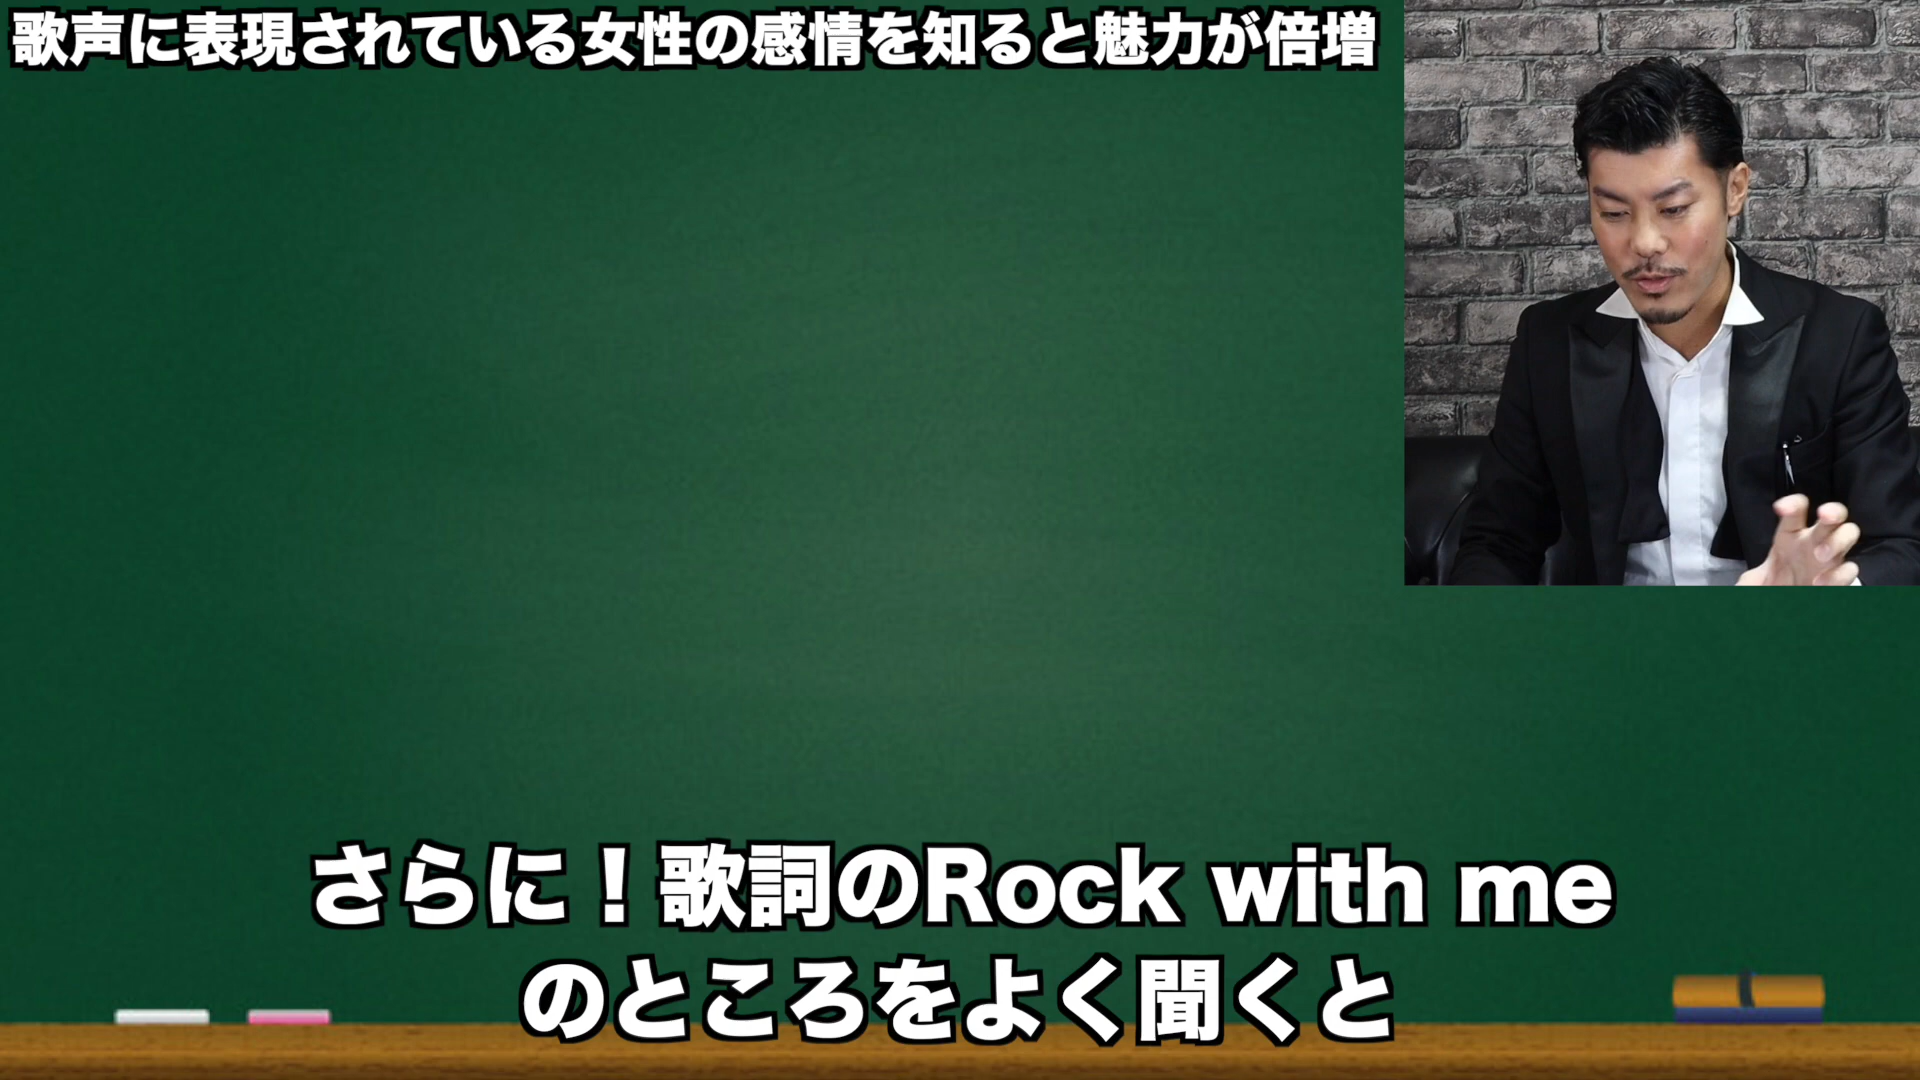 歌声に表現されている女性の感情を知ると魅力が倍増
さらに！歌詞のRock with me
のところをよく聞くと